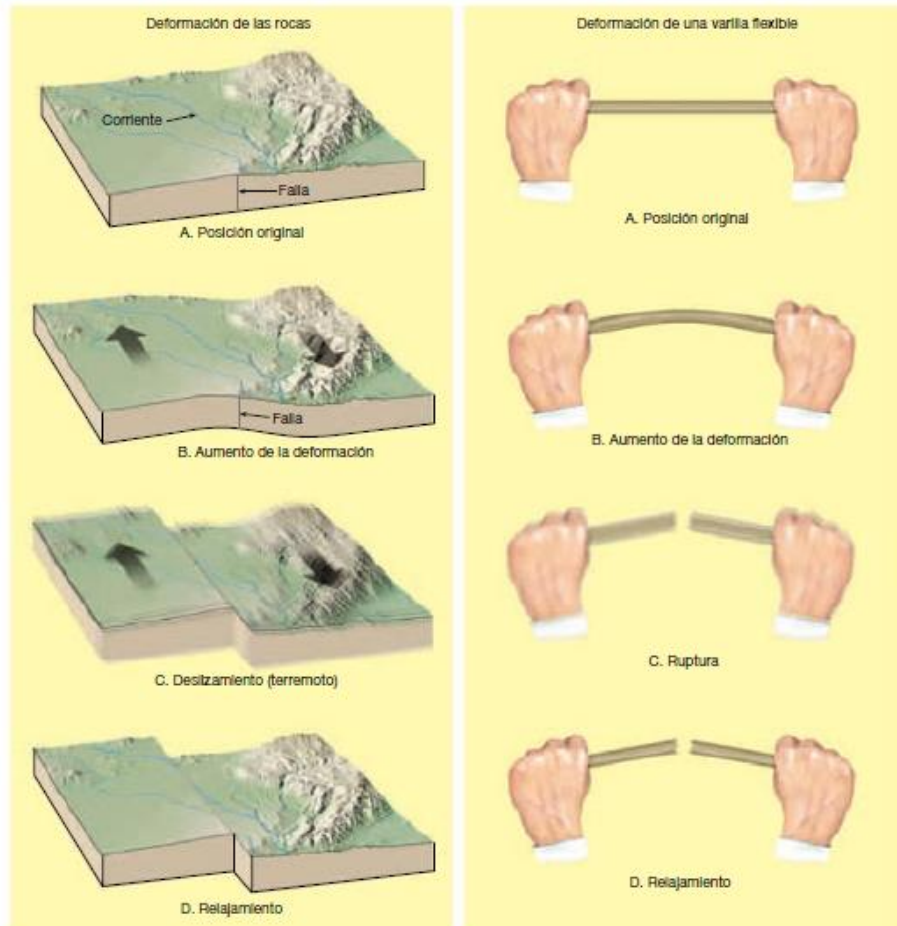 Deformación de las rocas
Corriente
Falla
A. Posición original
Falla
B. Aumento de la deformación
C. Deslizamiento (terremoto)
D. Relajamiento
Deformación de una varilla flexible
A. Posición original
B. Aumento de la deformación
C. Ruptura
D. Relajamiento